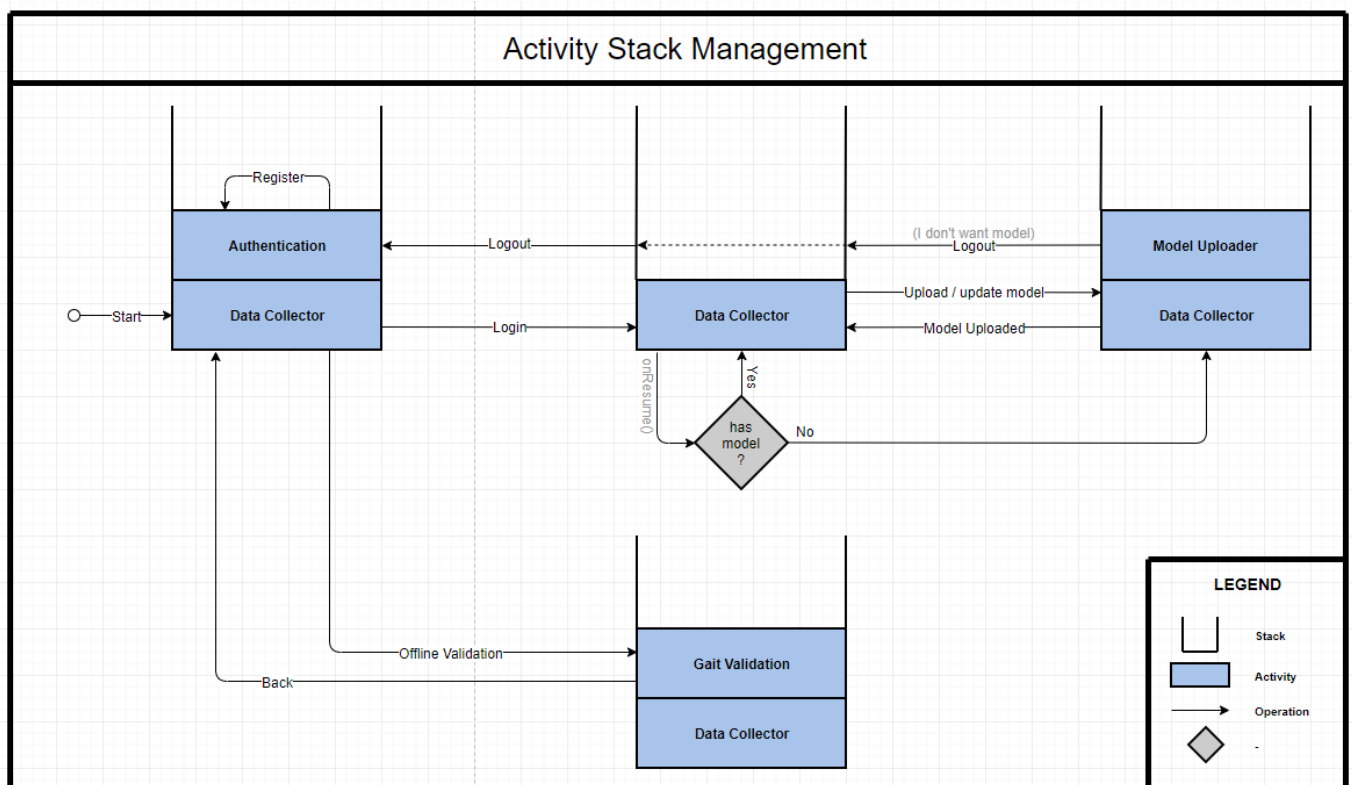 Activity Stack Management
Register
Authentication
Logout
(I don't want model)
Logout
Model Uploader
Start
Data Collector
Login
Data Collector
Upload / update model
Model Uploaded
Data Collector
onResume()
Yes
has
model
?
No
Offline Validation
Back
Gait Validation
Data Collector
LEGEND
Stack
Activity
Operation
-